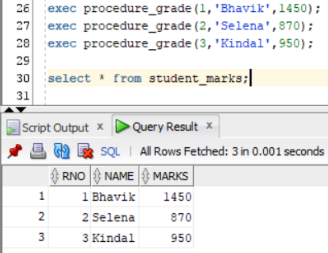 26 exec procedure_grade(1,'Bhavik',1450);
27 exec procedure_grade(2,'Selena',870);
28 exec procedure_grade(3,'Kindal',950);
29
30 select * from student_marks;
31
Script Output x Query Result x
SQL | All Rows Fetched: 3 in 0.001 seconds
RNO NAME MARKS
1 1 Bhavik 1450
2 2 Selena 870
3 3 Kindal 950